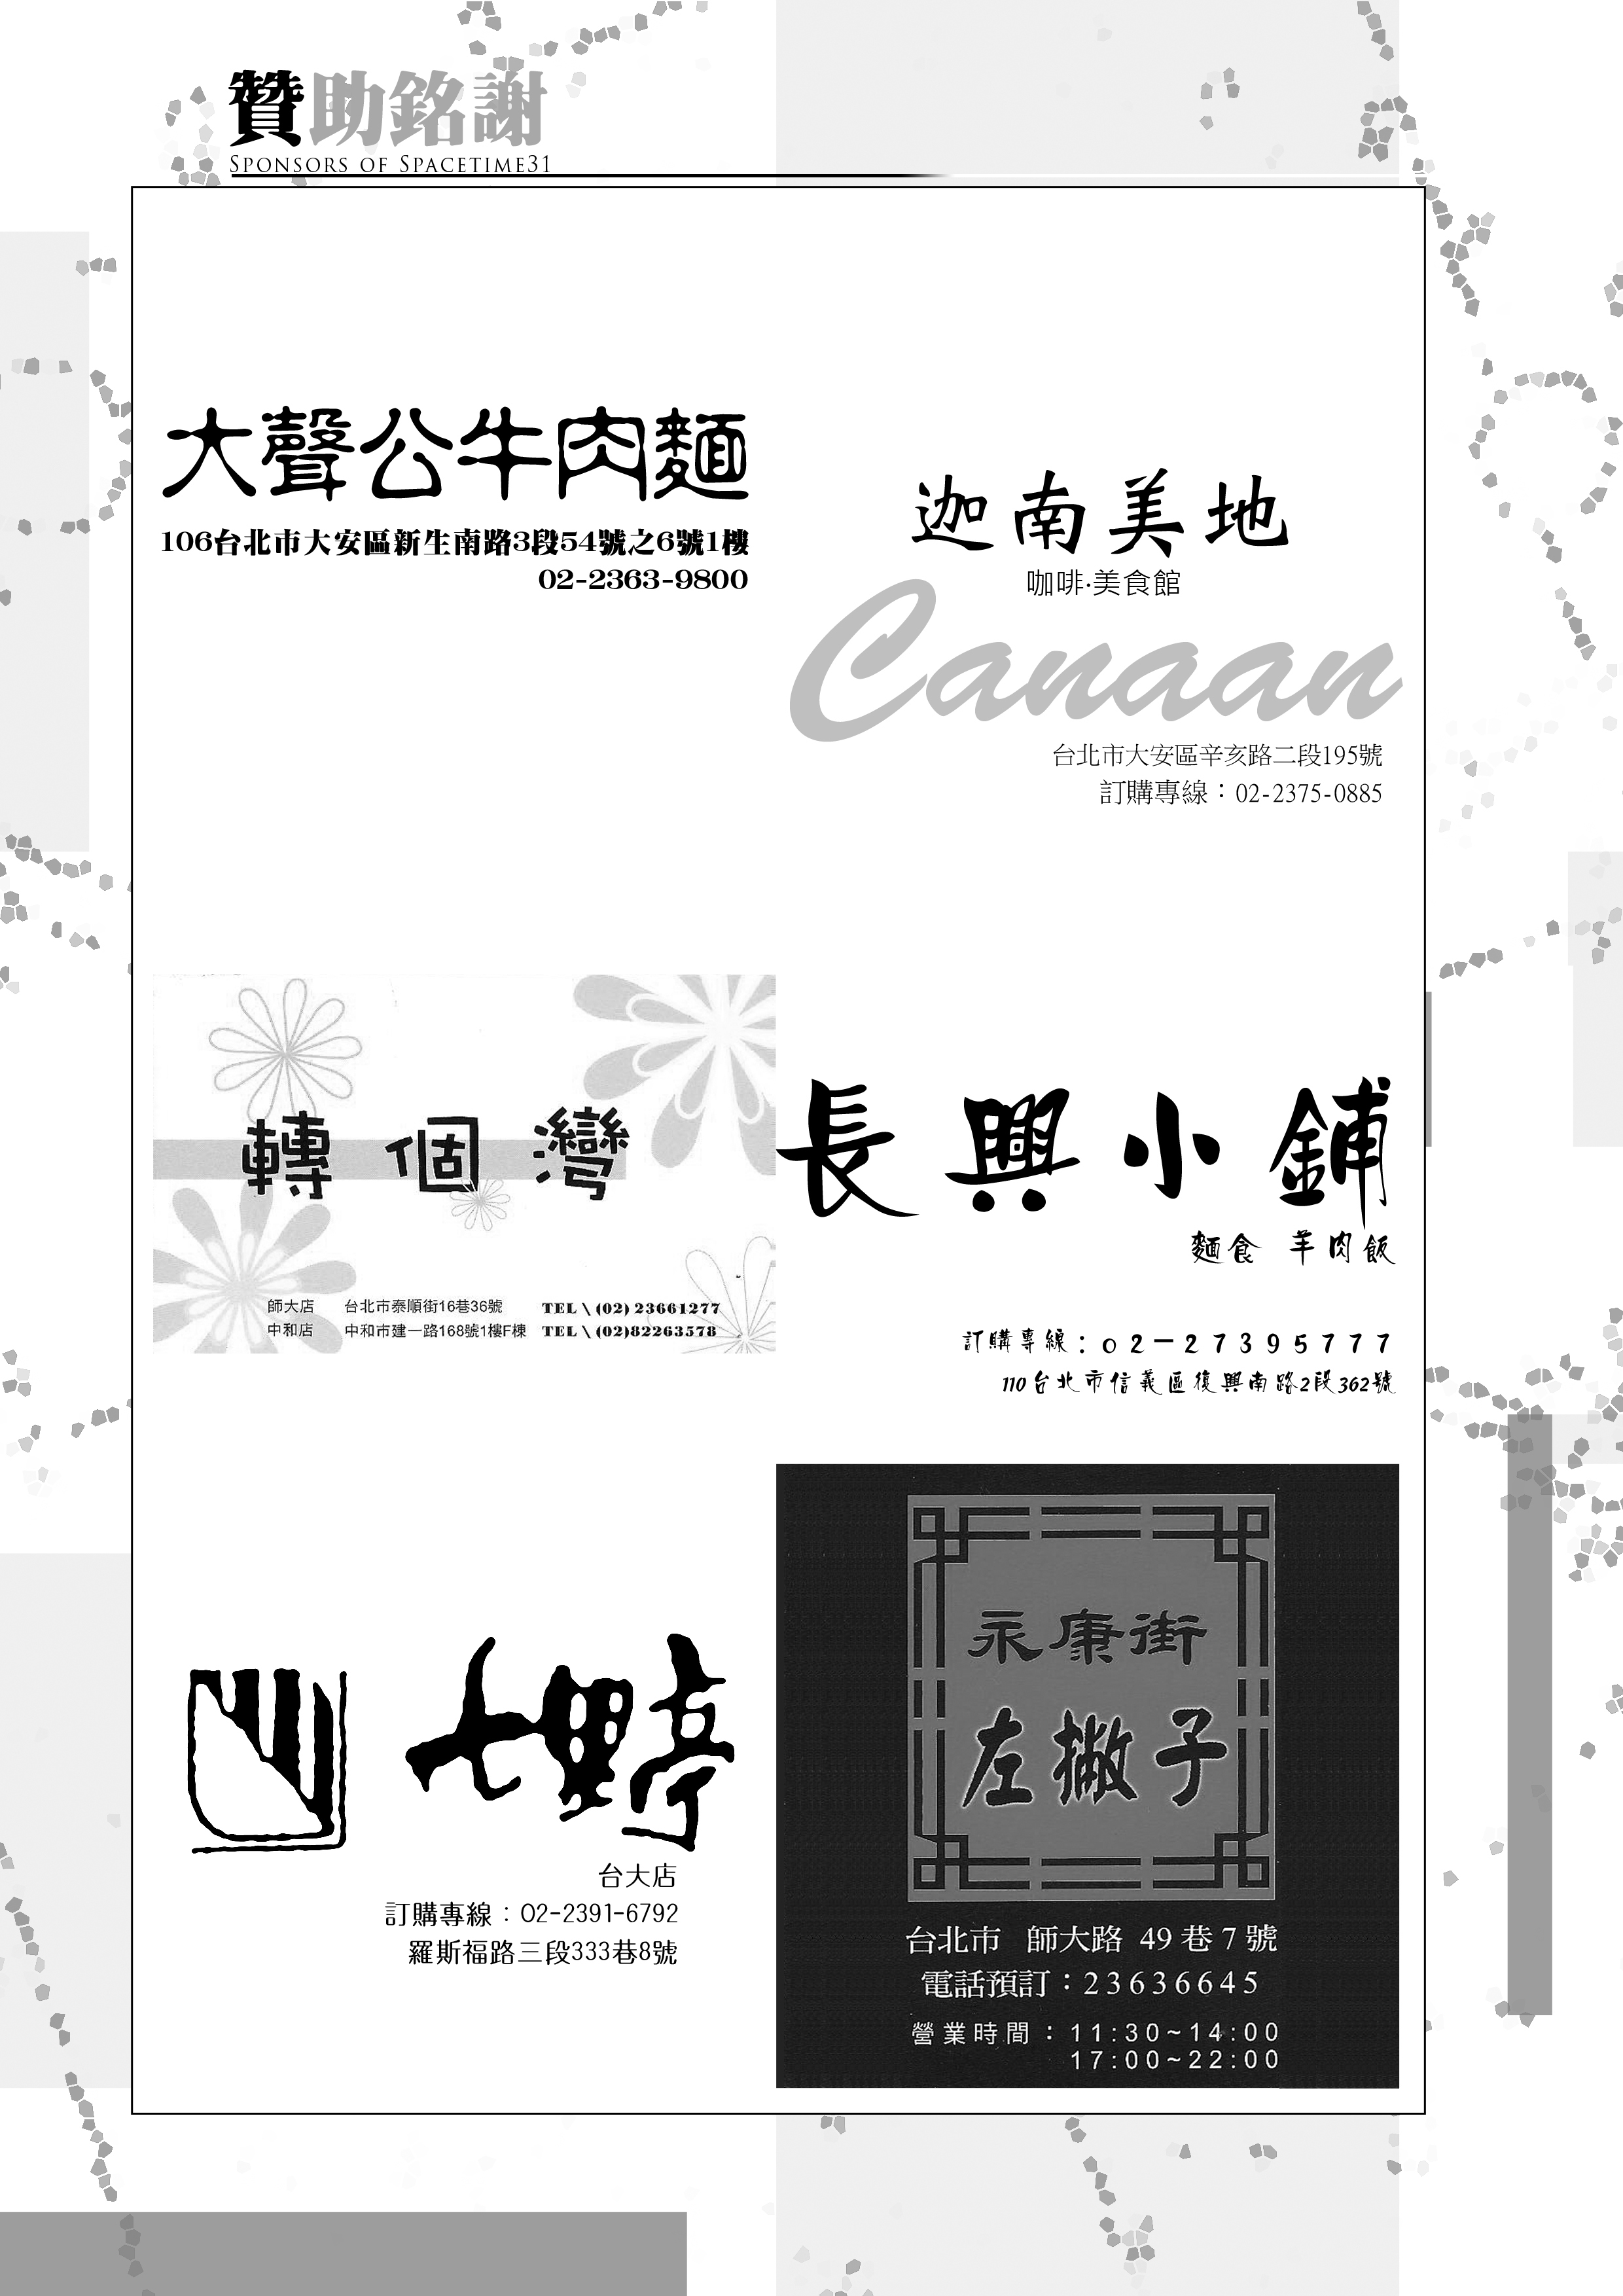 贊助銘謝
SPONSORS OF SPACETIME31
大聲公牛肉麵
106台北市大安區新生南路3段54號之6號1樓
02-2363-9800
迦南美地
咖啡·美食館
Canaan
台北市大安區辛亥路二段195號
訂購專線：02-2375-0885
轉個灣
師大店 台北市泰順街16巷36號 TEL \ (02) 23661277
中和店 中和市建一路168號1樓F棟 TEL \ (02)82263578
長興小鋪
麵食 羊肉飯
訂購專線：02－27395777
110台北市信義區復興南路2段362號
七里亭
台大店
訂購專線：02-2391-6792
羅斯福路三段333巷8號
永康街
左撇子
台北市 師大路 49 巷 7 號
電話預訂：23636645
營業時間：11:30~14:00
17:00~22:00